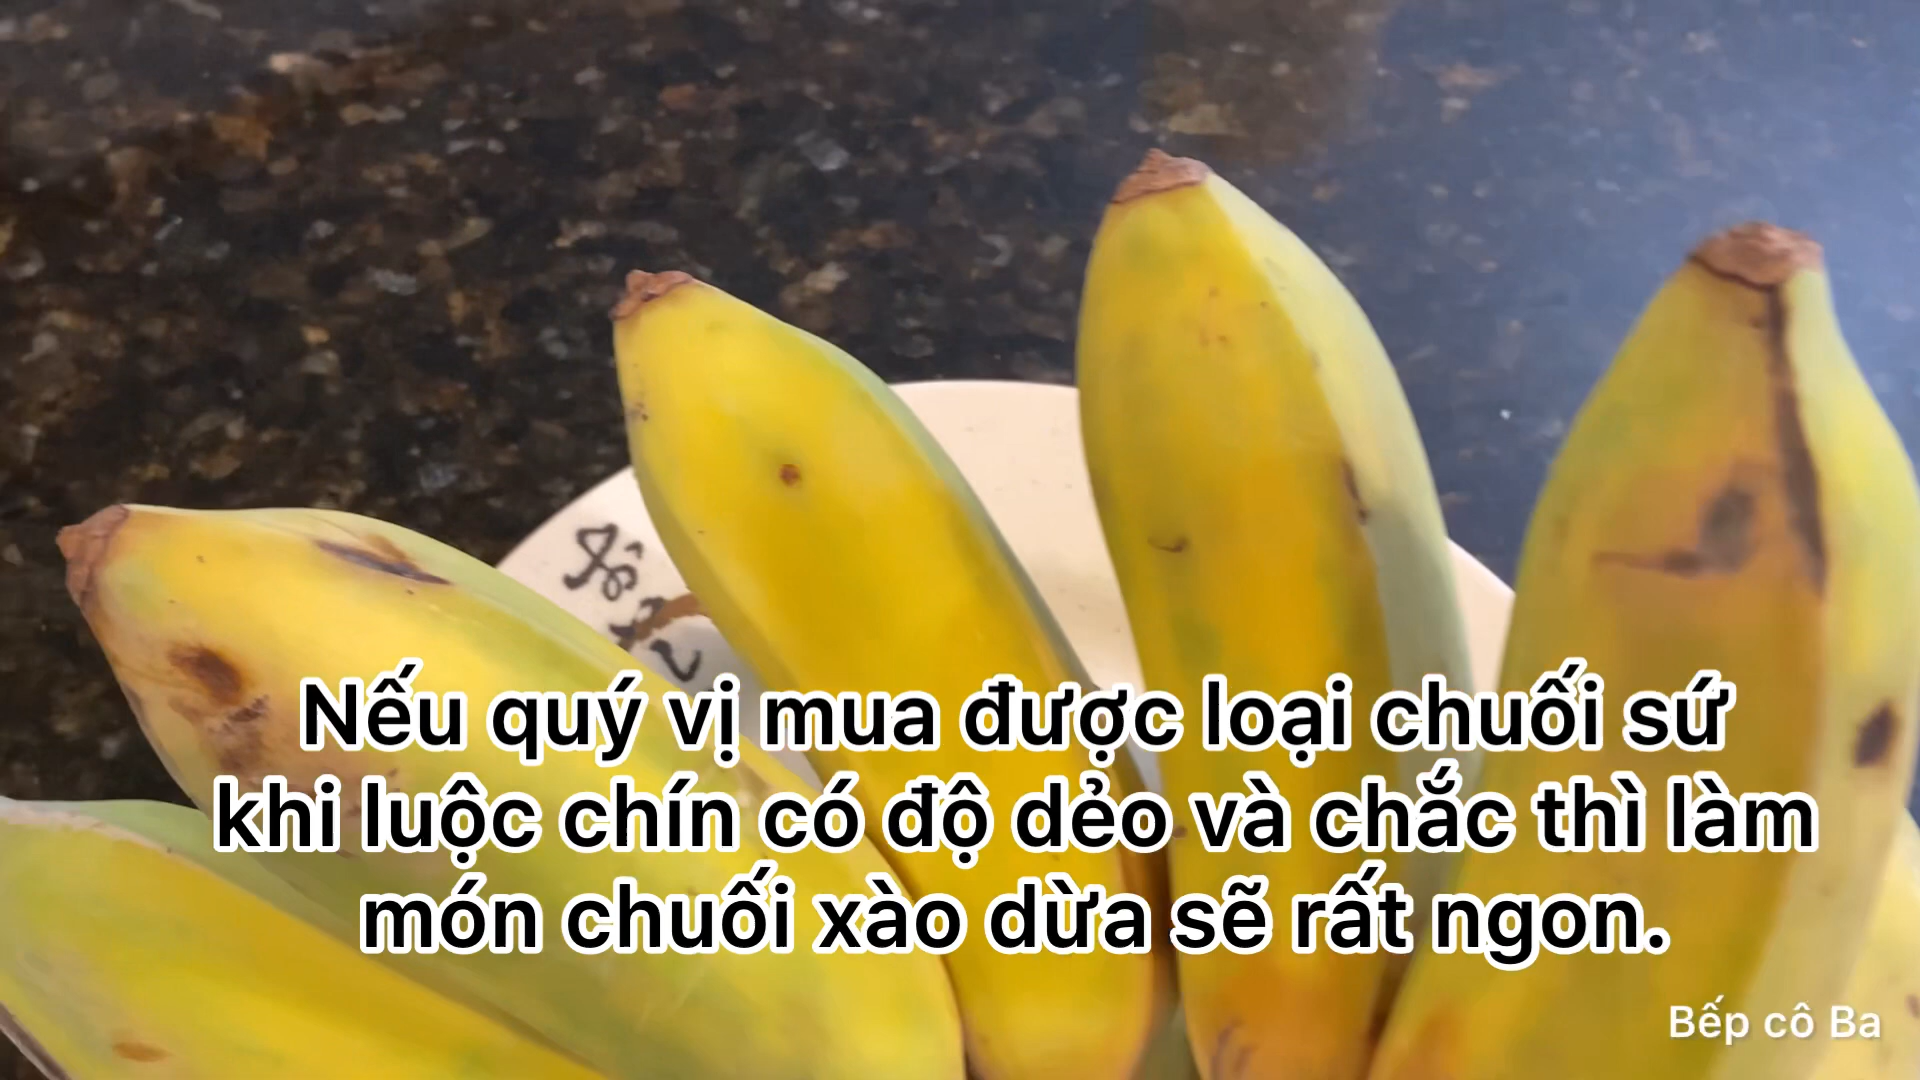 Nếu quý vị mua được loại chuối sứ
khi luộc chín có độ dẻo và chắc thì làm
món chuối xào dừa sẽ rất ngon.
Bếp cô Ba